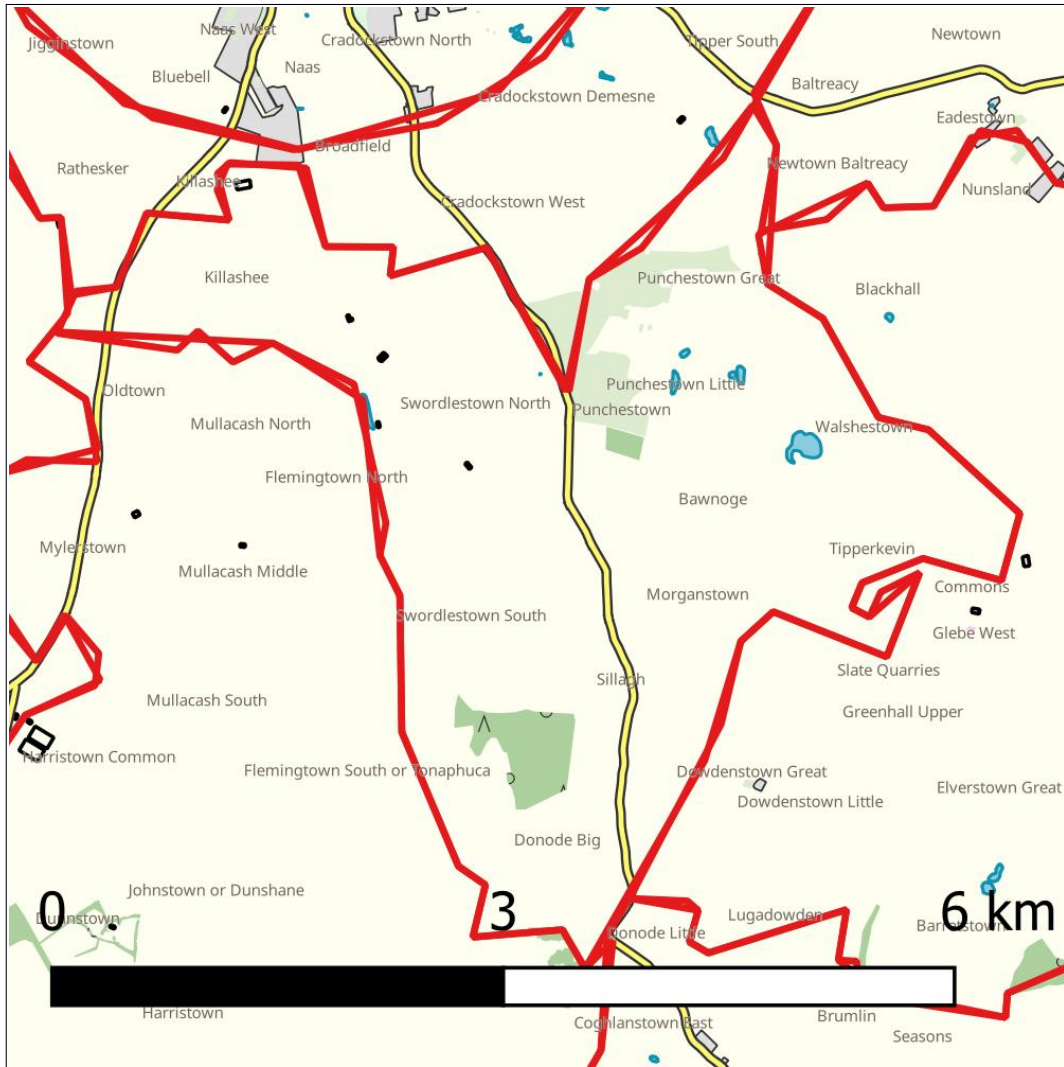 Naas West
Newtown
Jigginstown
Cradockstown North
Tipper South
Naas
Bluebell
Baltreacy
Cradockstown Demesne
Eadestown
Broadfield
Newtown Baltreacy
Rathesker
Killashee
Nunsland
Cradockstown West
Killashee
Punchestown Great
Blackhall
Punchestown Little
Oldtown
Swordlestown North
Punchestown
Mullacash North
Walshestown
Flemingtown North
Bawnoge
Mylerstown
Tipperkevin
Mullacash Middle
Commons
Morganstown
Swordlestown South
Glebe West
Slate Quarries
Sillagh
Mullacash South
Greenhall Upper
Harristown Common
Flemingtown South or Tonaphuca
Dowdenstown Great
Elverstown Great
Dowdenstown Little
Donode Big
Johnstown or Dunshane
0 3 6 km
Dunnstown
Lugadowden
Barretstown
Donode Little
Harristown
Coghlanstown East
Brumlin
Seasons